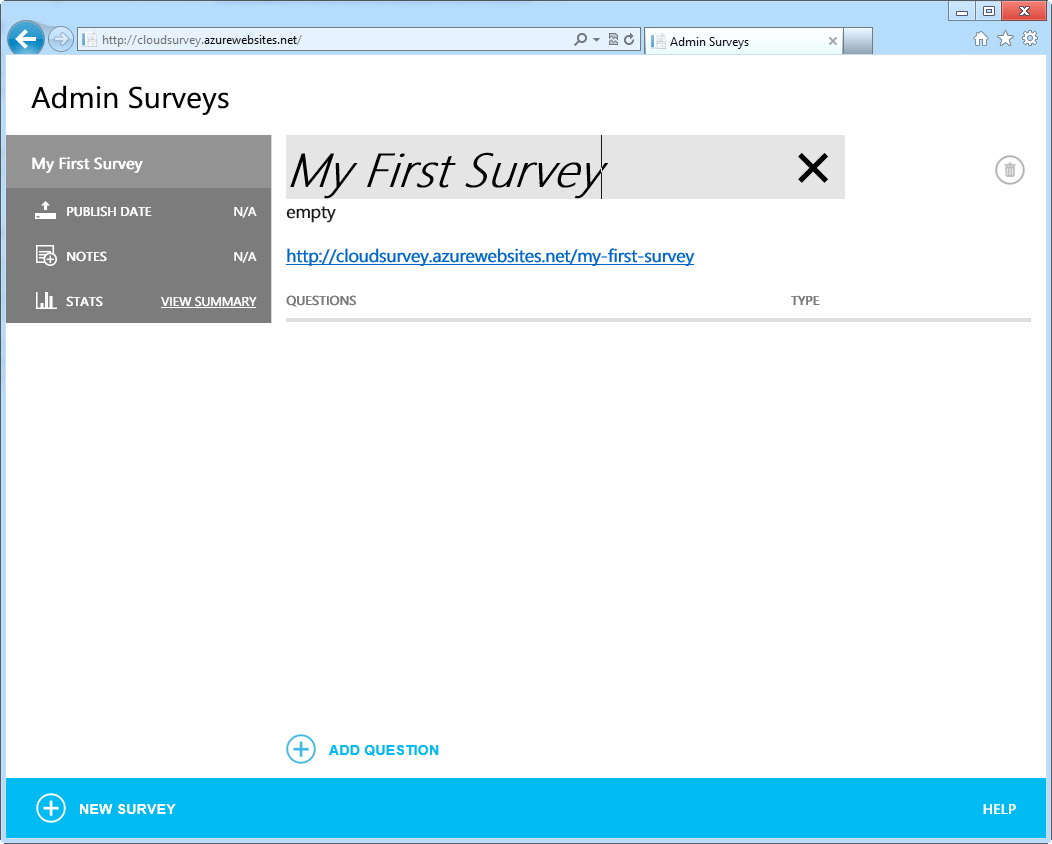 http://cloudsurvey.azurewebsites.net/
Admin Surveys
Admin Surveys
My First Survey
PUBLISH DATE N/A
NOTES N/A
STATS VIEW SUMMARY
My First Survey
empty
http://cloudsurvey.azurewebsites.net/my-first-survey
QUESTIONS TYPE
ADD QUESTION
NEW SURVEY HELP